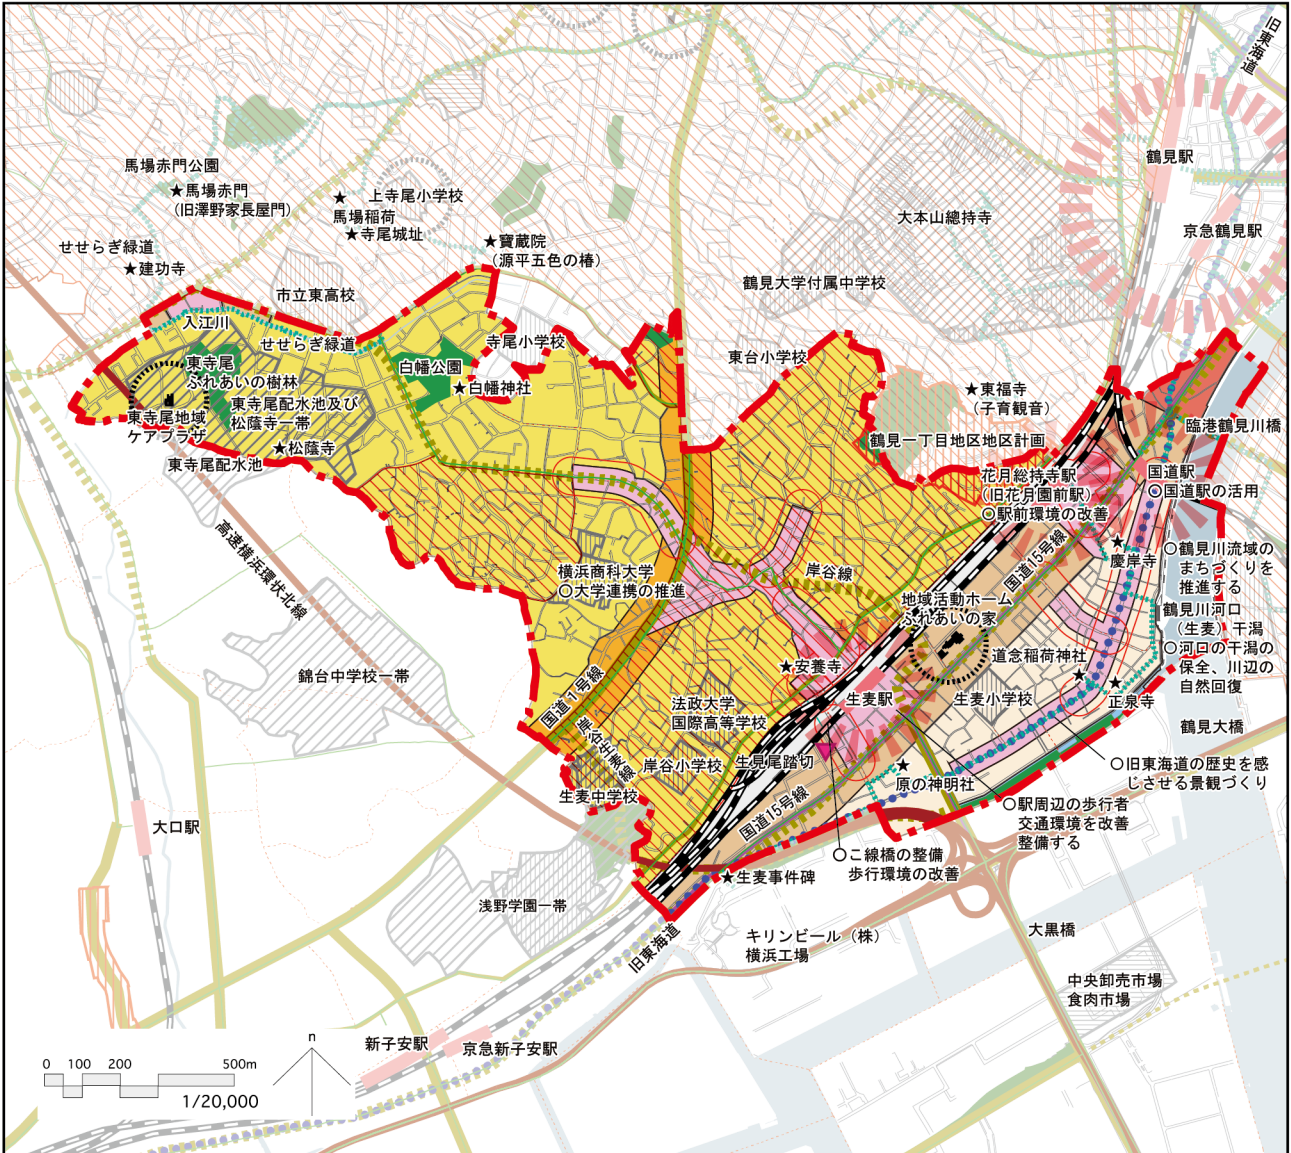 旧東海道
鶴見駅
馬場赤門公園
★馬場赤門
（旧澤野家長屋門）
★
上寺尾小学校
馬場稲荷
★寺尾城址
大本山總持寺
京急鶴見駅
せせらぎ緑道
★建功寺
★寶蔵院
（源平五色の椿）
市立東高校
鶴見大学付属中学校
入江川
せせらぎ緑道
寺尾小学校
東台小学校
東寺尾
ふれあいの樹林
白幡公園
★白幡神社
★東福寺
（子育観音）
東寺尾配水池及び
松蔭寺一帯
東寺尾地域
ケアプラザ
臨港鶴見川橋
鶴見一丁目地区地区計画
★松蔭寺
東寺尾配水池
花月総持寺駅
（旧花月園前駅）
○駅前環境の改善
国道駅
○国道駅の活用
高速横浜環状北線
国道15号線
★
慶岸寺
○鶴見川流域の
まちづくりを
推進する
横浜商科大学
○大学連携の推進
岸谷線
地域活動ホーム
ふれあいの家
鶴見川河口
（生麦）干潟
○河口の干潟の
保全、川辺の
自然回復
道念稲荷神社
★
錦台中学校一帯
★安養寺
国道1号線
法政大学
国際高等学校
生麦駅
生麦小学校
★
正泉寺
鶴見大橋
岸谷生麦線
岸谷小学校
生見尾踏切
★
原の神明社
○旧東海道の歴史を感
じさせる景観づくり
生麦中学校
国道15号線
○駅周辺の歩行者
交通環境を改善
整備する
大口駅
○こ線橋の整備
歩行環境の改善
★生麦事件碑
浅野学園一帯
旧東海道
キリンビール（株）
横浜工場
大黒橋
中央卸売市場
食肉市場
新子安駅
京急新子安駅
n
0 100 200 500m
1/20,000